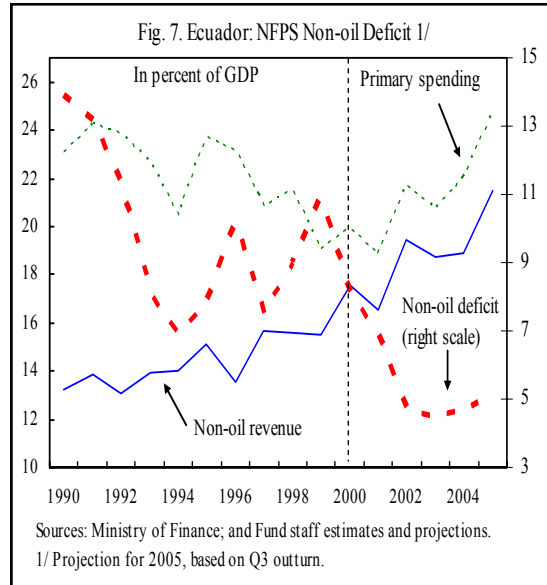 Fig. 7. Ecuador: NFPS Non-oil Deficit 1/
In percent of GDP
Primary spending
Non-oil deficit
(right scale)
Non-oil revenue
26
24
22
20
18
16
14
12
10
15
13
11
9
7
5
3
1990 1992 1994 1996 1998 2000 2002 2004
Sources: Ministry of Finance; and Fund staff estimates and projections.
1/ Projection for 2005, based on Q3 outturn.